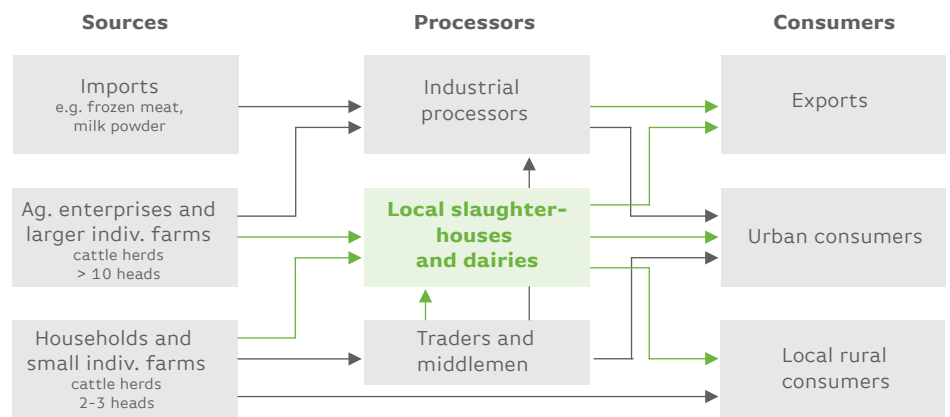 Sources
Processors
Consumers
Imports
e.g. frozen meat,
milk powder
Industrial
processors
Exports
Ag. enterprises and
larger indiv. farms
cattle herds
> 10 heads
Local slaughter-
houses
and dairies
Urban consumers
Households and
small indiv. farms
cattle herds
2-3 heads
Traders and
middlemen
Local rural
consumers